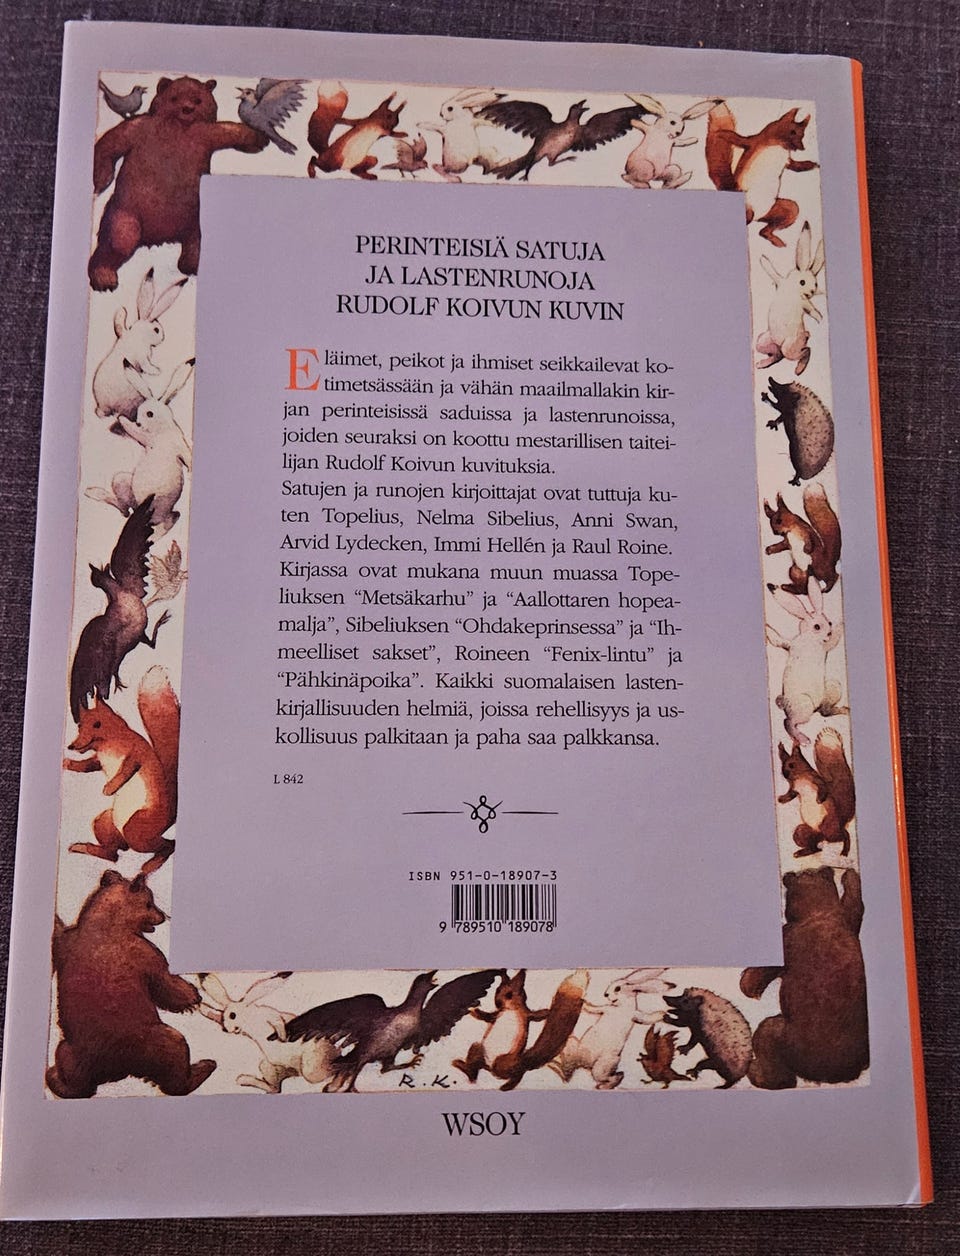 PERINTEISIÄ SATUJA
JA LASTENRUNOJA
RUDOLF KOIVUN KUVIN
Eläimet, peikot ja ihmiset seikkailevat ko-
timetsässään ja vähän maailmallakin kir-
jan perinteisissä saduissa ja lastenrunoissa,
joiden seuraksi on koottu mestarillisen taitei-
lijan Rudolf Koivun kuvituksia.
Satujen ja runojen kirjoittajat ovat tuttuja ku-
ten Topelius, Nelma Sibelius, Anni Swan,
Arvid Lydecken, Immi Hellén ja Raul Roine.
Kirjassa ovat mukana muun muassa Tope-
liuksen “Metsäkarhu” ja “Aallottaren hopea-
malja”, Sibeliuksen “Ohdakeprinsessa” ja “Ih-
meelliset sakset”, Roineen “Fenix-lintu” ja
“Pähkinäpoika”. Kaikki suomalaisen lasten-
kirjallisuuden helmiä, joissa rehellisyys ja us-
kollisuus palkitaan ja paha saa palkkansa.
L 842
ISBN 951-0-18907-3
9 789510 189078
R. K.
WSOY